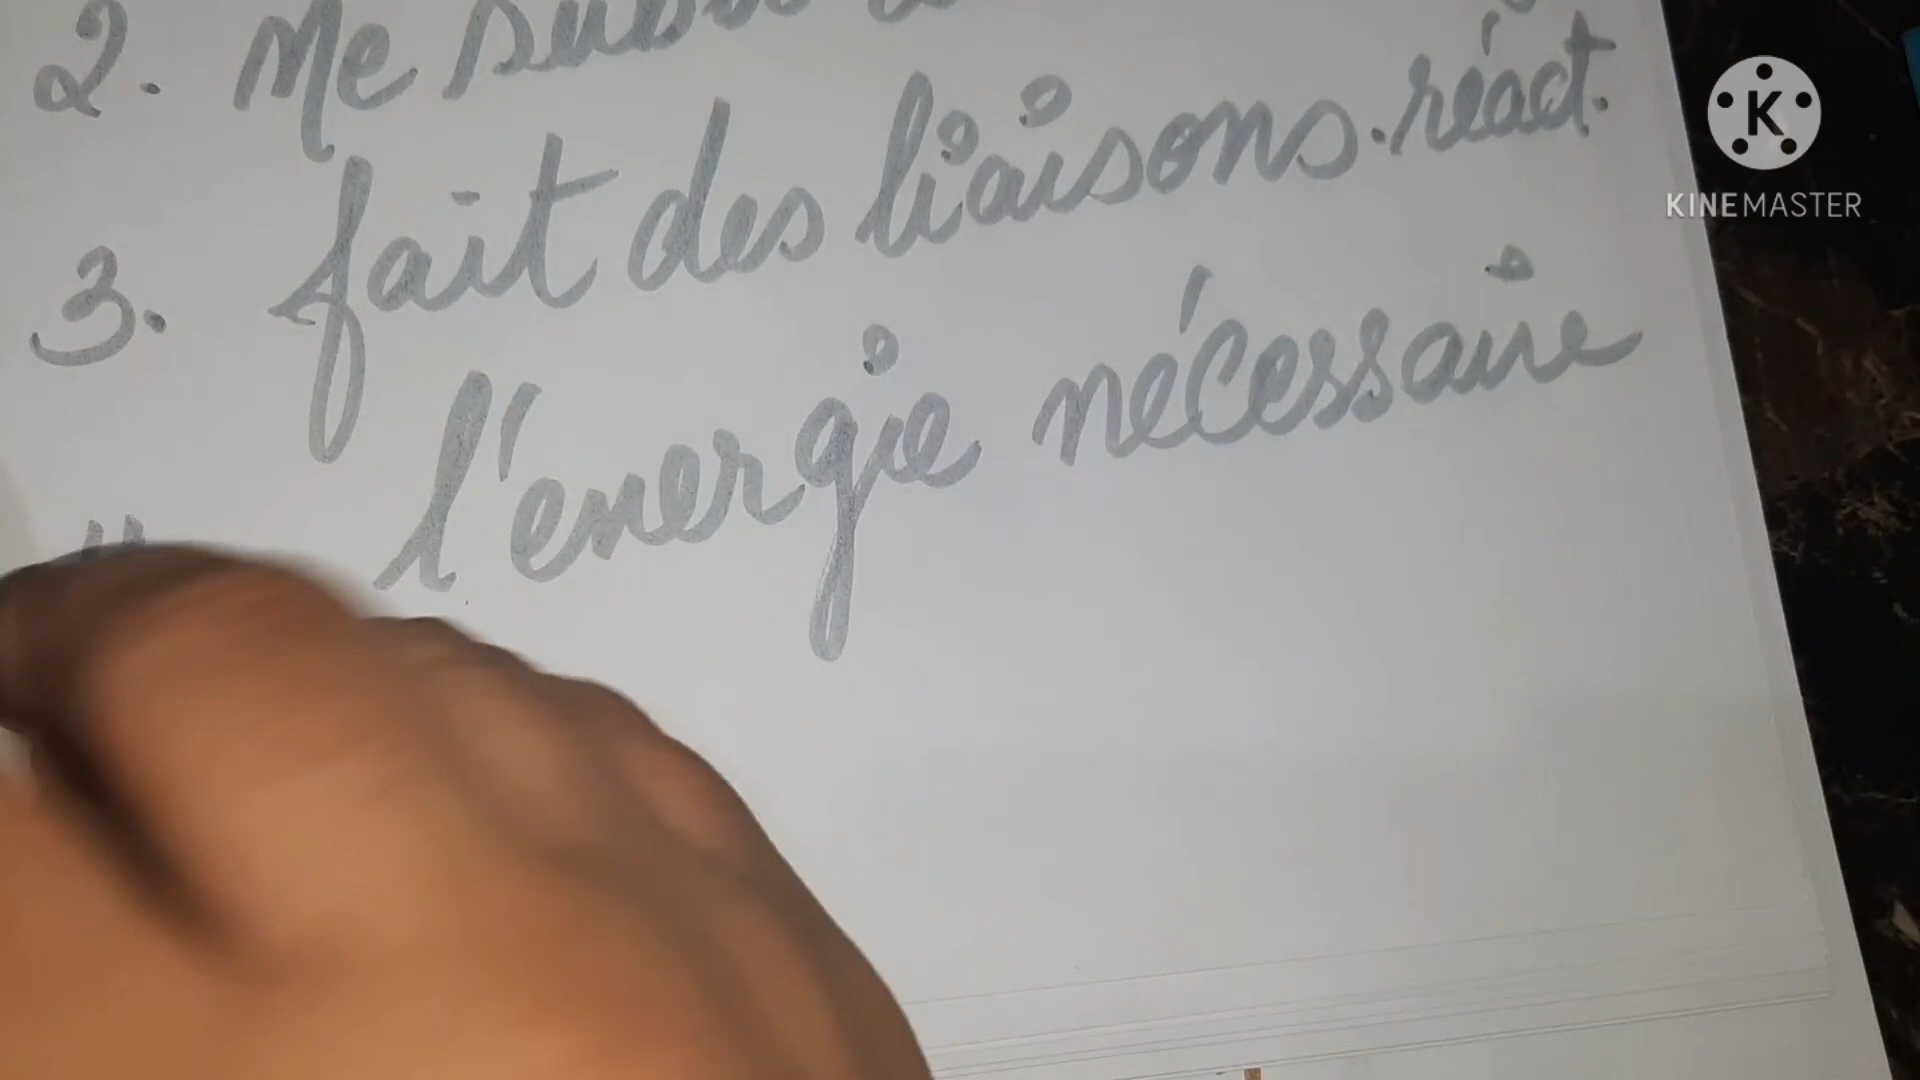 2. Me
3. fait des liaisons. réact.
l'energie nécessaire
K
KINEMASTER